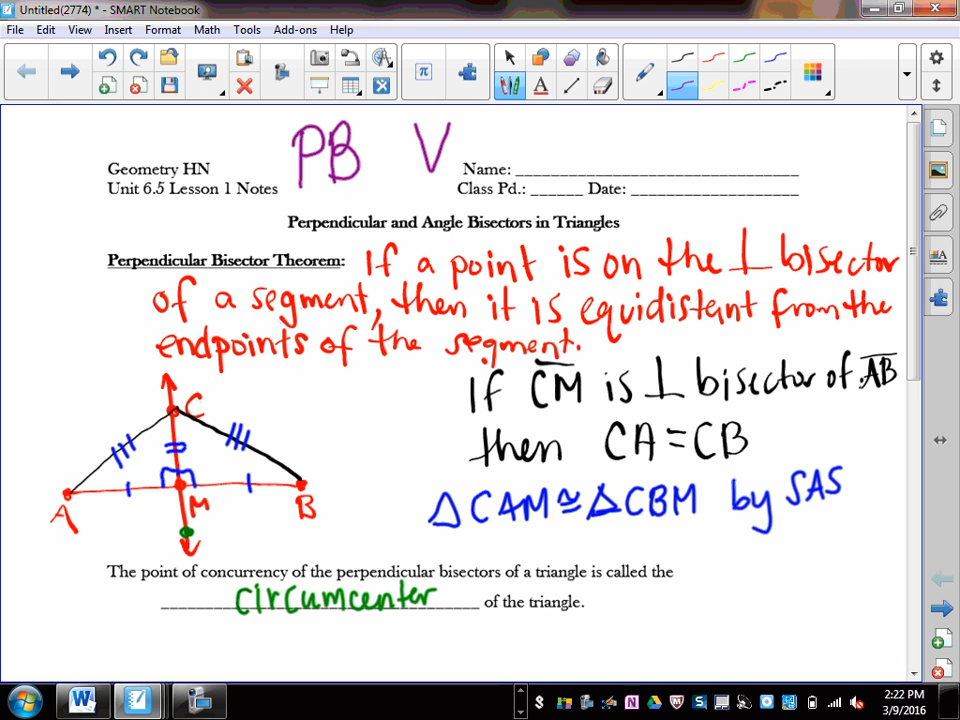 Untitled(2774) * - SMART Notebook
File Edit View Insert Format Math Tools Add-ons Help
PB V
Geometry HN Name: ______________________________
Unit 6.5 Lesson 1 Notes Class Pd.: ______ Date: ___________________
Perpendicular and Angle Bisectors in Triangles
Perpendicular Bisector Theorem: If a point is on the ⊥ bisector
of a segment, then it is equidistant from the
endpoints of the segment.
If C̅M̅ is ⊥ bisector of A̅B̅
then CA = CB
△CAM ≅ △CBM by SAS
C
A M B
The point of concurrency of the perpendicular bisectors of a triangle is called the
circumcenter of the triangle.
2:22 PM
3/9/2016